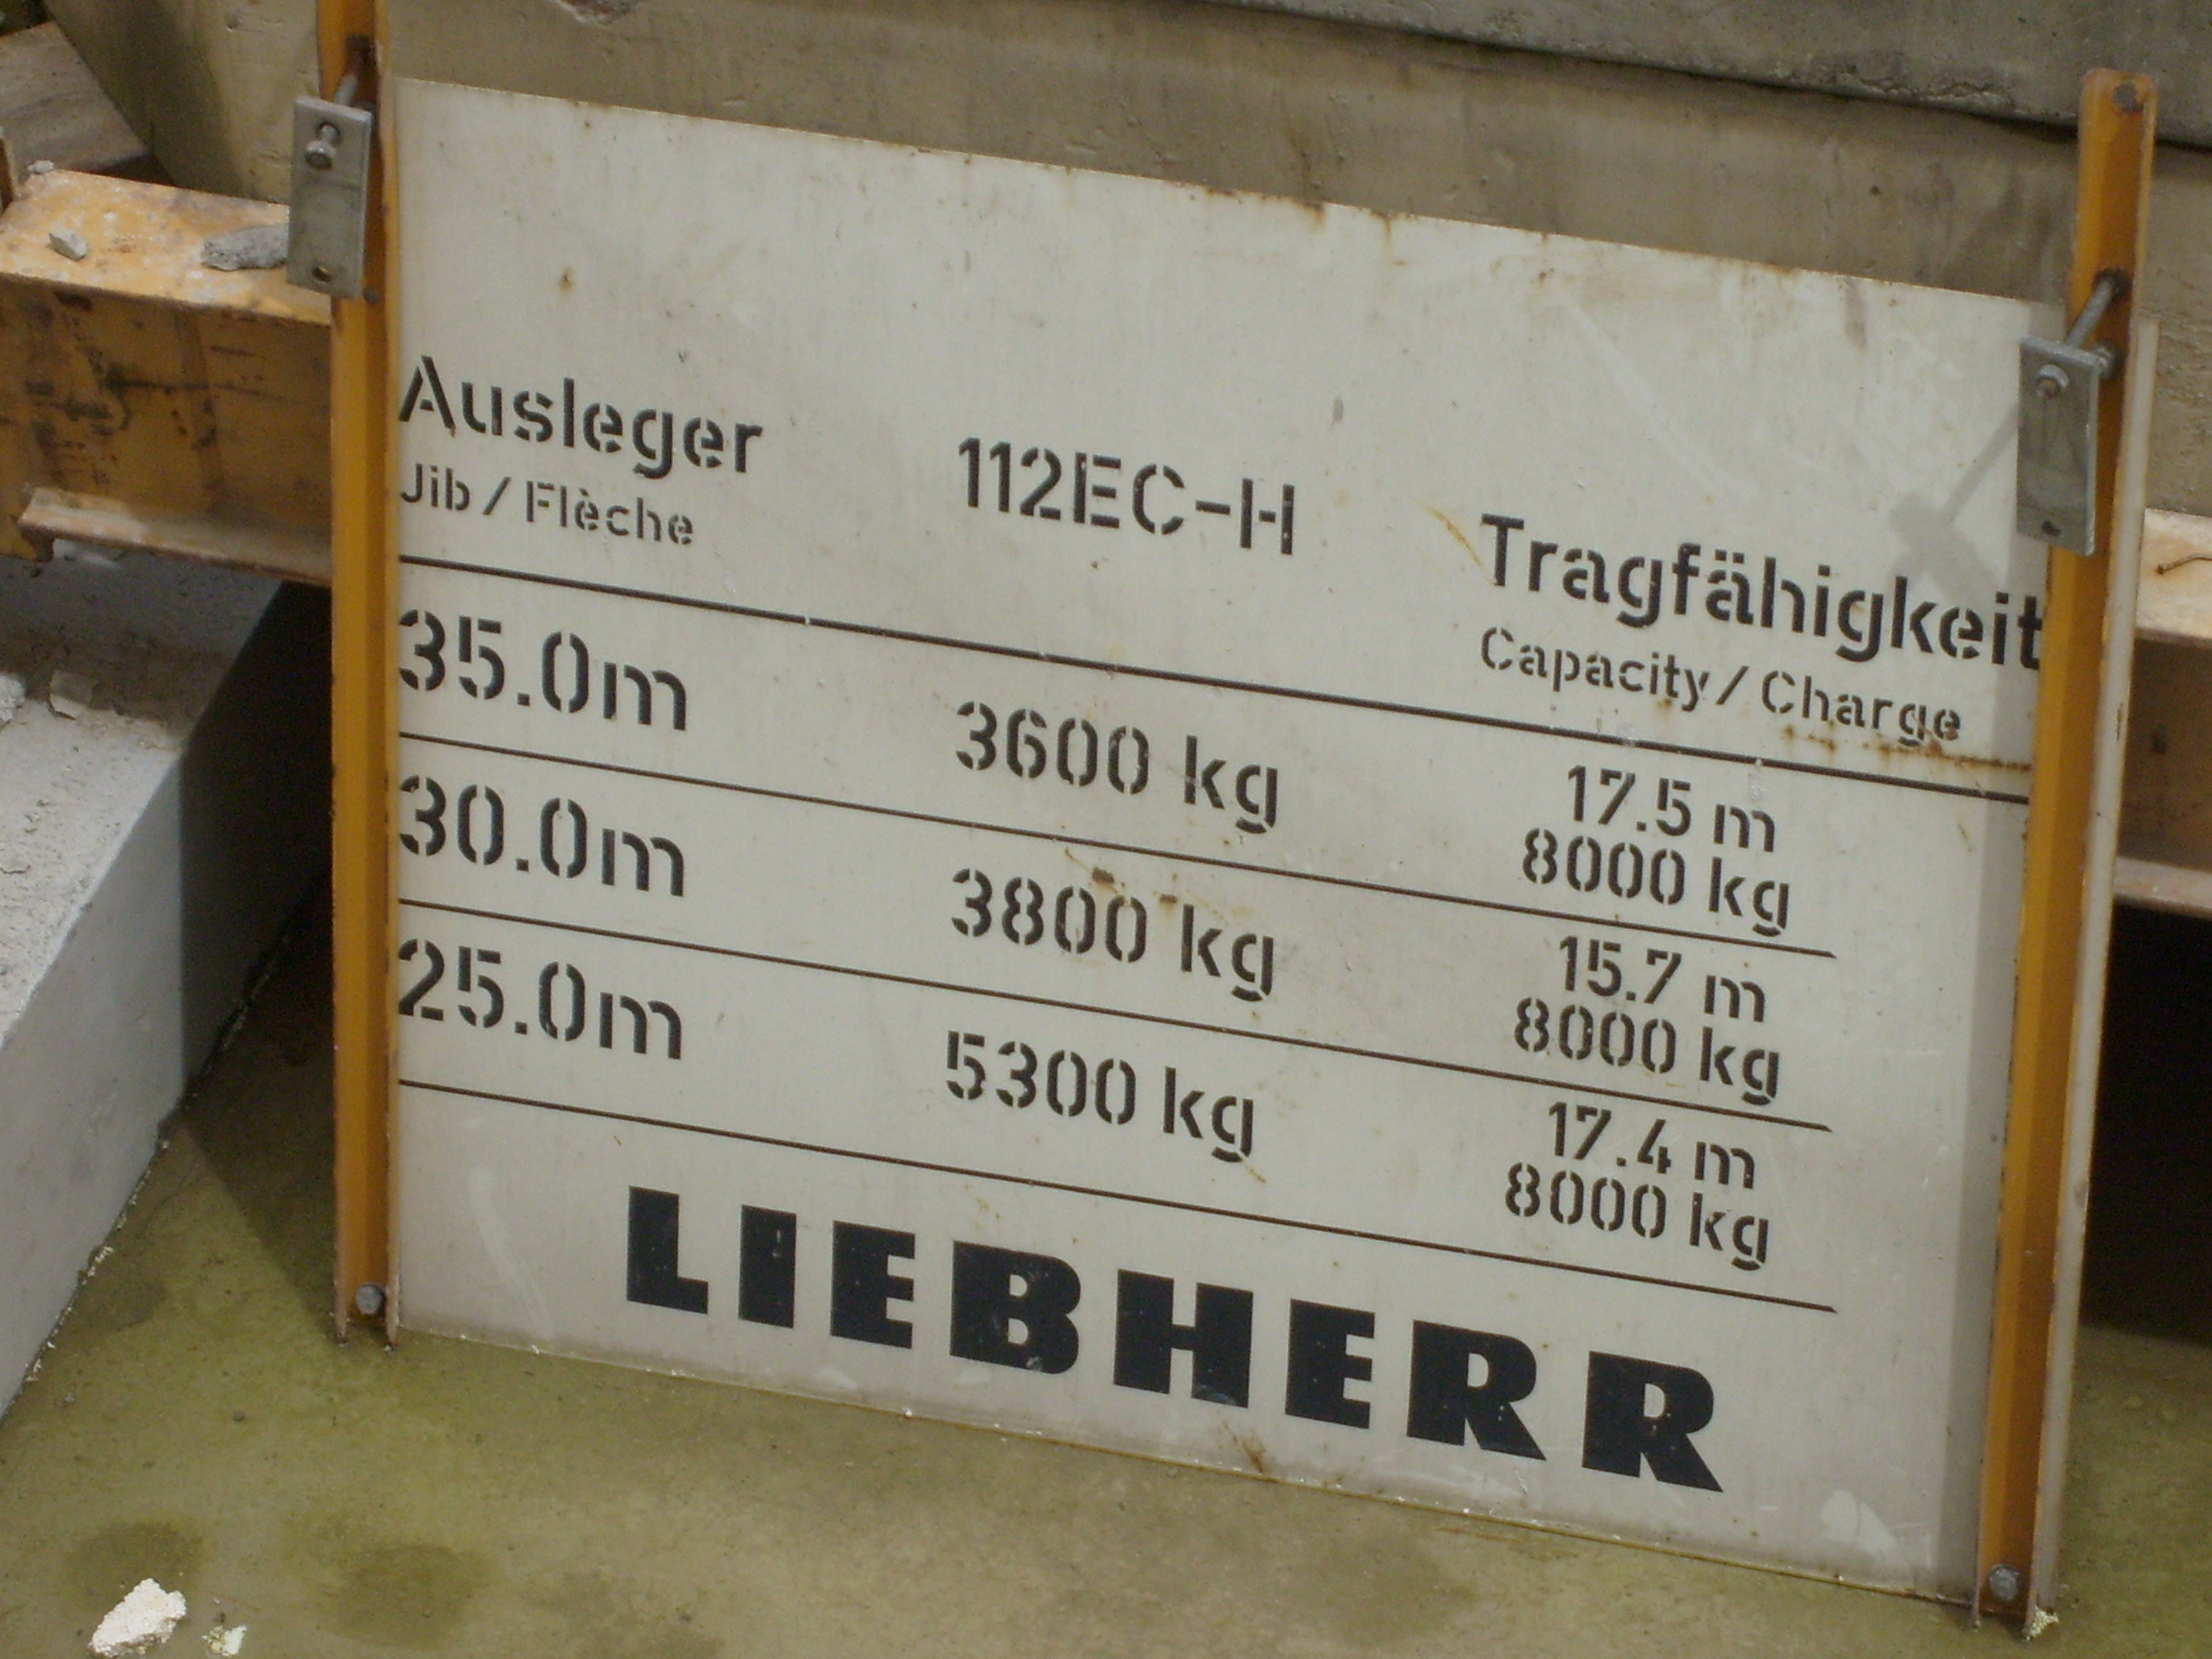 Ausleger 112EC-H Tragfähigkeit
Jib / Flèche Capacity / Charge
35.0m 3600 kg 17.5 m
8000 kg
30.0m 3800 kg 15.7 m
8000 kg
25.0m 5300 kg 17.4 m
8000 kg
LIEBHERR